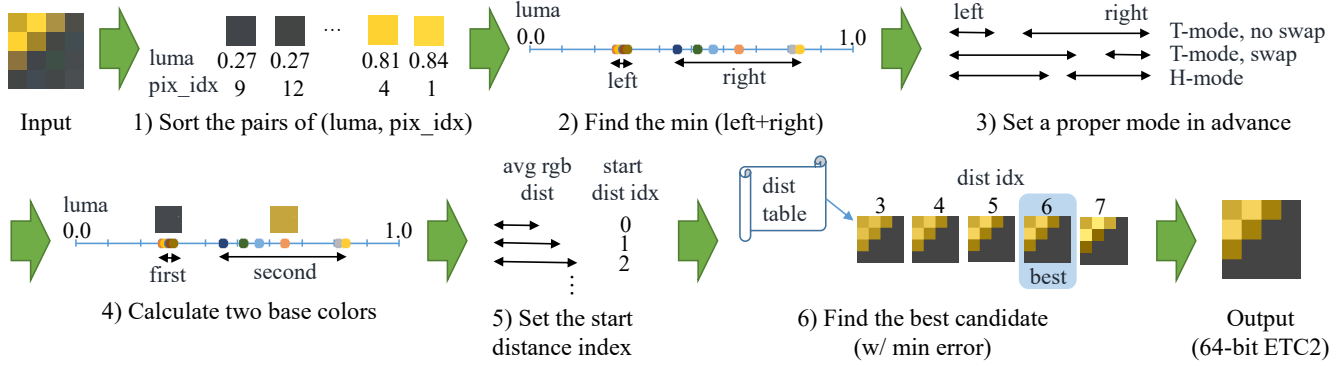 luma
0.27 0.27 ... 0.81 0.84
pix_idx
9 12 4 1
Input
1) Sort the pairs of (luma, pix_idx)
luma
0.0 1.0
left right
2) Find the min (left+right)
left right
T-mode, no swap
T-mode, swap
H-mode
3) Set a proper mode in advance
luma
0.0 1.0
first second
4) Calculate two base colors
avg rgb start
dist dist idx
0
1
2
⋮
5) Set the start
distance index
dist
table
dist idx
3 4 5 6 7
best
6) Find the best candidate
(w/ min error)
Output
(64-bit ETC2)